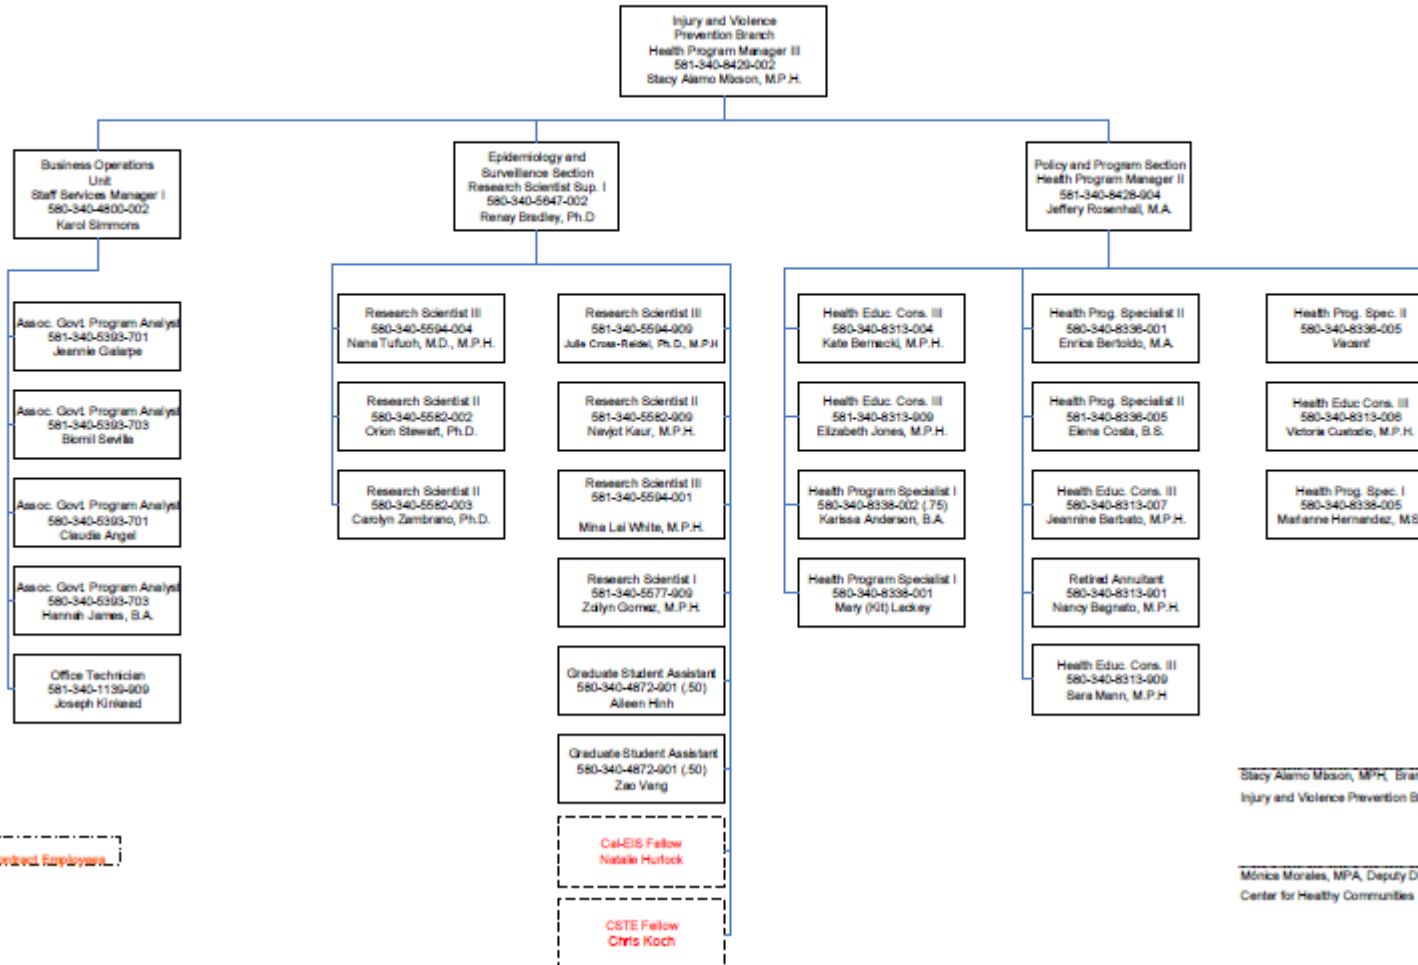 Injury and Violence
Prevention Branch
Health Program Manager III
581-340-8429-002
Stacy Alamo Mixson, M.P.H.
Business Operations
Unit
Staff Services Manager I
580-340-4800-002
Karol Simmons
Epidemiology and
Surveillance Section
Research Scientist Sup. I
580-340-5647-002
Renay Bradley, Ph.D
Policy and Program Section
Health Program Manager II
581-340-8428-904
Jeffery Rosenhall, M.A.
Assoc. Govt. Program Analyst
581-340-5393-701
Jeannie Galarpe
Assoc. Govt. Program Analyst
581-340-5393-703
Biomil Sevilla
Assoc. Govt. Program Analyst
580-340-5393-701
Claudia Angel
Assoc. Govt. Program Analyst
580-340-5393-703
Hannah James, B.A.
Office Technician
581-340-1139-909
Joseph Kinkead
Research Scientist III
580-340-5594-004
Nana Tufuoh, M.D., M.P.H.
Research Scientist II
580-340-5582-002
Orion Stewart, Ph.D.
Research Scientist II
580-340-5582-003
Carolyn Zambrano, Ph.D.
Research Scientist III
581-340-5594-909
Julie Cross-Reidel, Ph.D., M.P.H
Research Scientist II
581-340-5582-909
Navjot Kaur, M.P.H.
Research Scientist III
581-340-5594-001
Mina Lai White, M.P.H.
Research Scientist I
581-340-5577-909
Zailyn Gomez, M.P.H.
Graduate Student Assistant
580-340-4872-901 (.50)
Aileen Hinh
Graduate Student Assistant
580-340-4872-901 (.50)
Zao Vang
Cal-EIS Fellow
Natalie Hurlock
CSTE Fellow
Chris Koch
Health Educ. Cons. III
580-340-8313-004
Kate Bernacki, M.P.H.
Health Educ. Cons. III
581-340-8313-909
Elizabeth Jones, M.P.H.
Health Program Specialist I
580-340-8338-002 (.75)
Karissa Anderson, B.A.
Health Program Specialist I
580-340-8338-001
Mary (Kit) Lackey
Health Prog. Specialist II
580-340-8336-001
Enrica Bertoldo, M.A.
Health Prog. Specialist II
581-340-8336-005
Elena Costa, B.S.
Health Educ. Cons. III
580-340-8313-007
Jeannine Barbato, M.P.H.
Retired Annuitant
580-340-8313-901
Nancy Bagnato, M.P.H.
Health Educ. Cons. III
580-340-8313-909
Sara Mann, M.P.H
Health Prog. Spec. II
580-340-8336-005
Vacant
Health Educ Cons. III
580-340-8313-006
Victoria Custodio, M.P.H.
Health Prog. Spec. I
580-340-8338-005
Marianne Hernandez, M.S
ontract Employees
Stacy Alamo Mixson, MPH, Bran
Injury and Violence Prevention B
Mónica Morales, MPA, Deputy D
Center for Healthy Communities